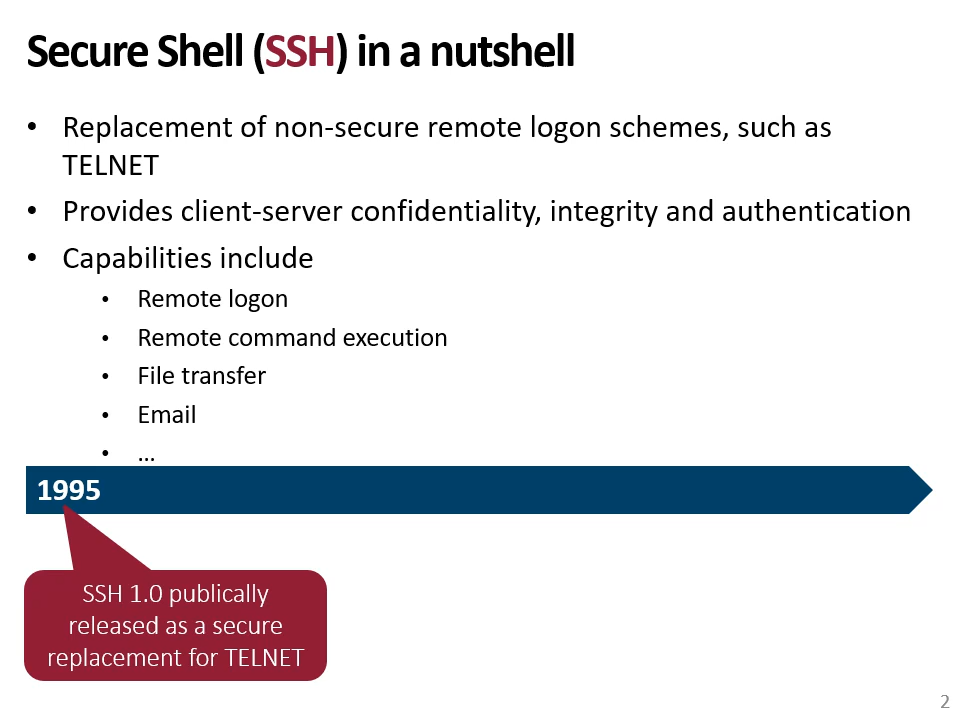 Secure Shell (SSH) in a nutshell
• Replacement of non-secure remote logon schemes, such as
TELNET
• Provides client-server confidentiality, integrity and authentication
• Capabilities include
• Remote logon
• Remote command execution
• File transfer
• Email
• …
1995
SSH 1.0 publically
released as a secure
replacement for TELNET
2